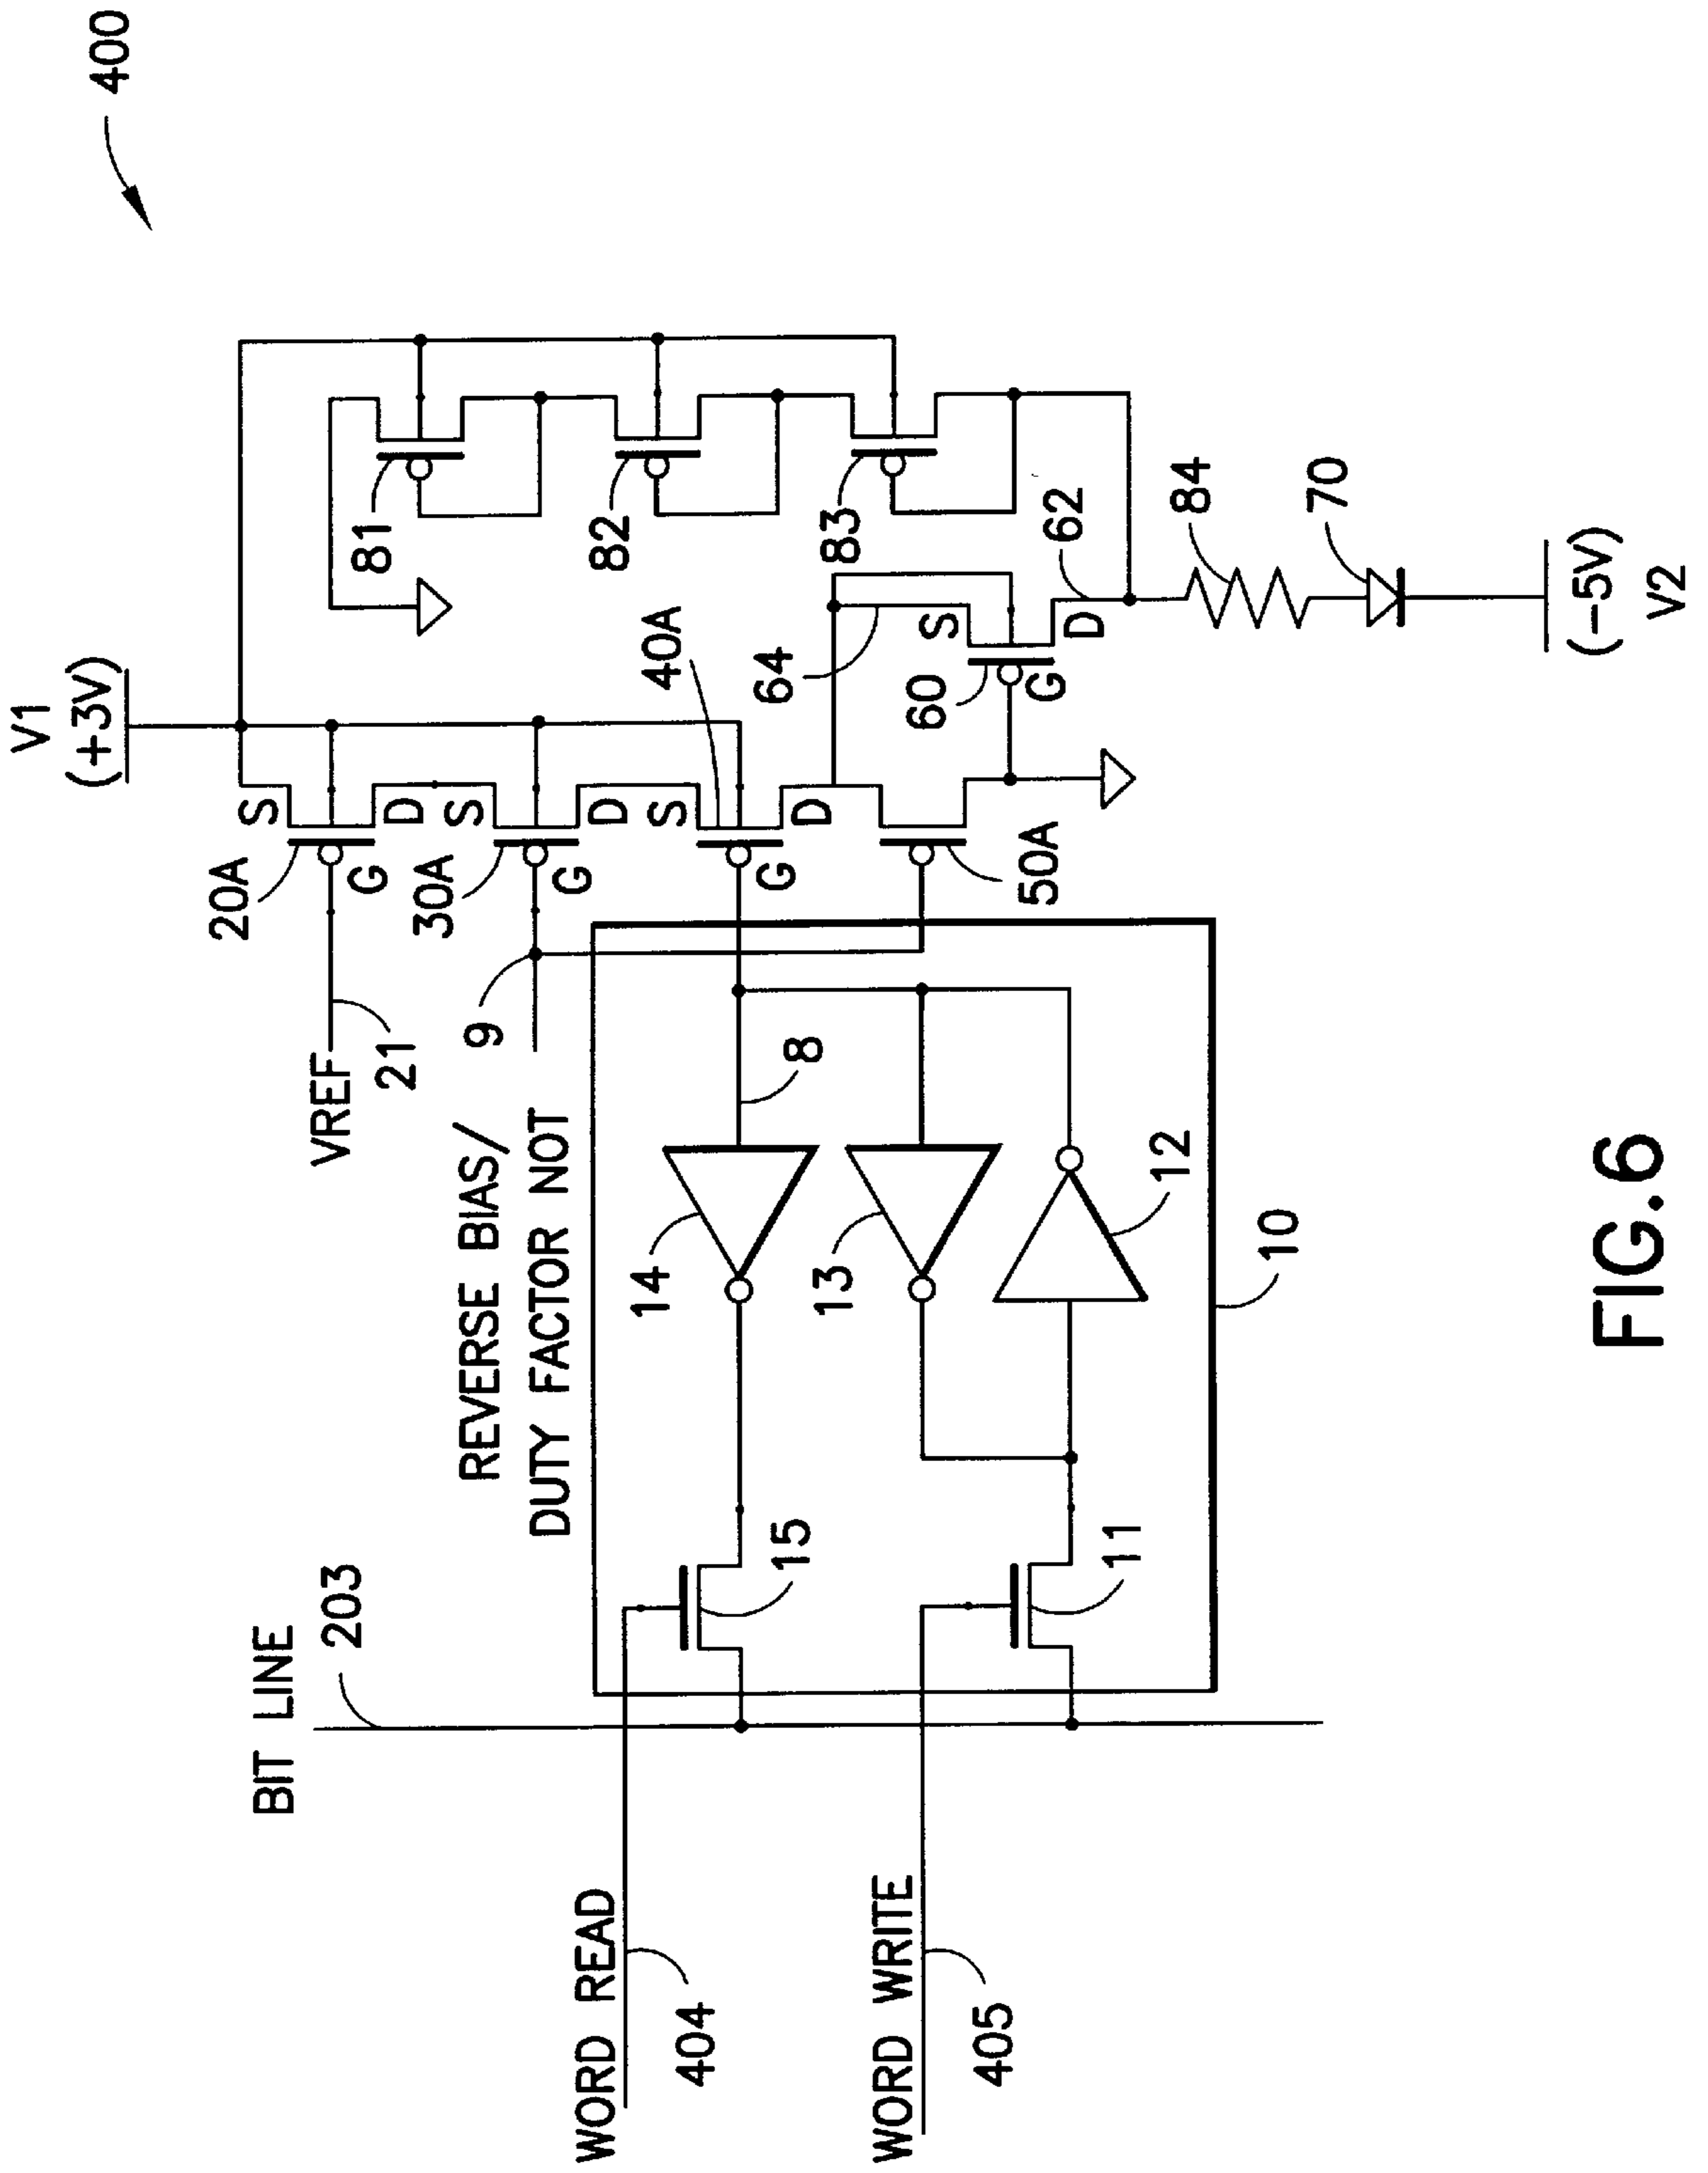 400
V1
(+3V)
20A
S
G
D
VREF
21
30A
S
G
D
9
REVERSE BIAS/
DUTY FACTOR NOT
40A
S
G
D
50A
81
82
83
64
60
S
G
D
62
84
70
(-5V)
V2
BIT LINE
203
WORD READ
404
WORD WRITE
405
14
8
15
13
12
11
10
FIG.6